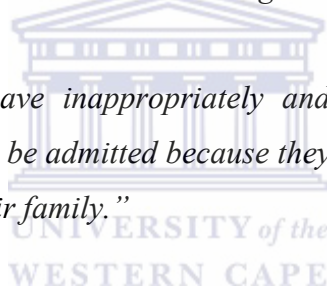 ave inappropriately and
be admitted because they
ir family.”
UNIVERSITY of the
WESTERN CAPE